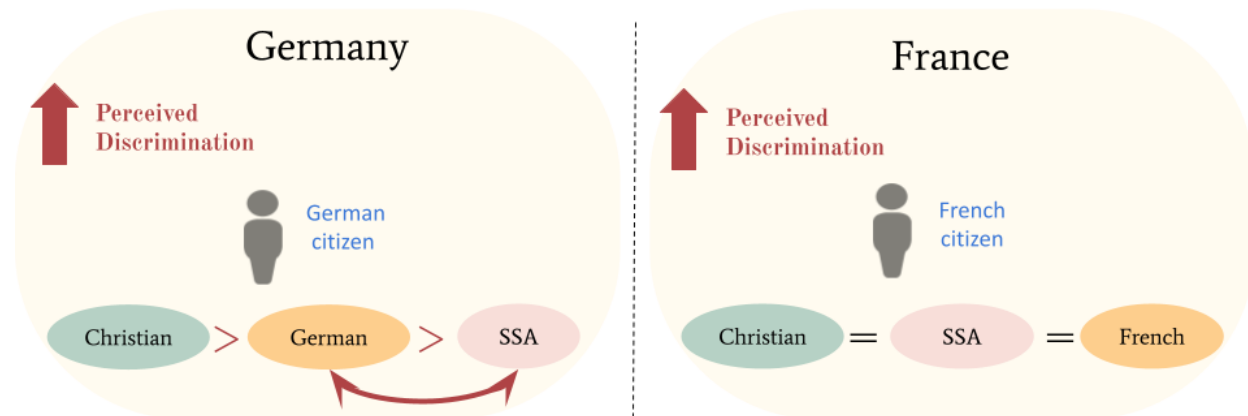 Germany
Perceived
Discrimination
German
citizen
Christian > German > SSA
France
Perceived
Discrimination
French
citizen
Christian = SSA = French